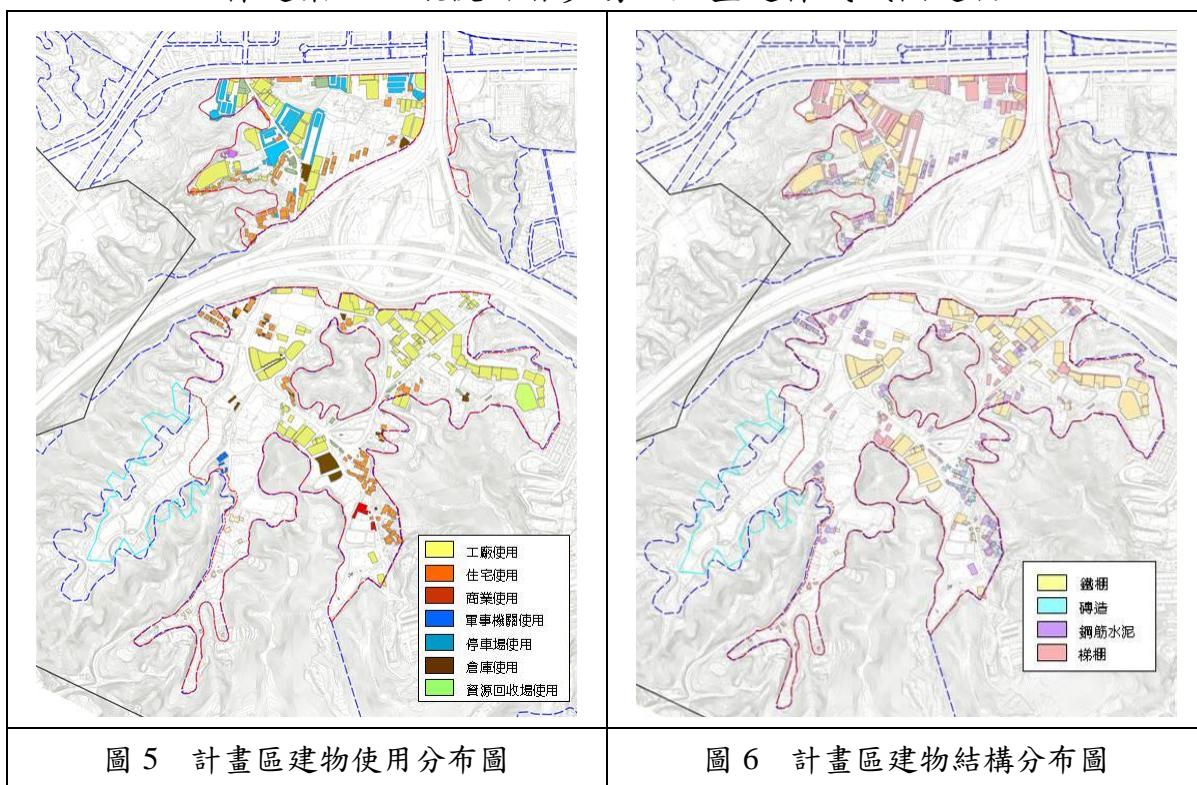 工廠使用
住宅使用
商業使用
軍事機關使用
停車場使用
倉庫使用
資源回收場使用
鐵棚
磚造
鋼筋水泥
梯棚
圖 5 計畫區建物使用分布圖
圖 6 計畫區建物結構分布圖